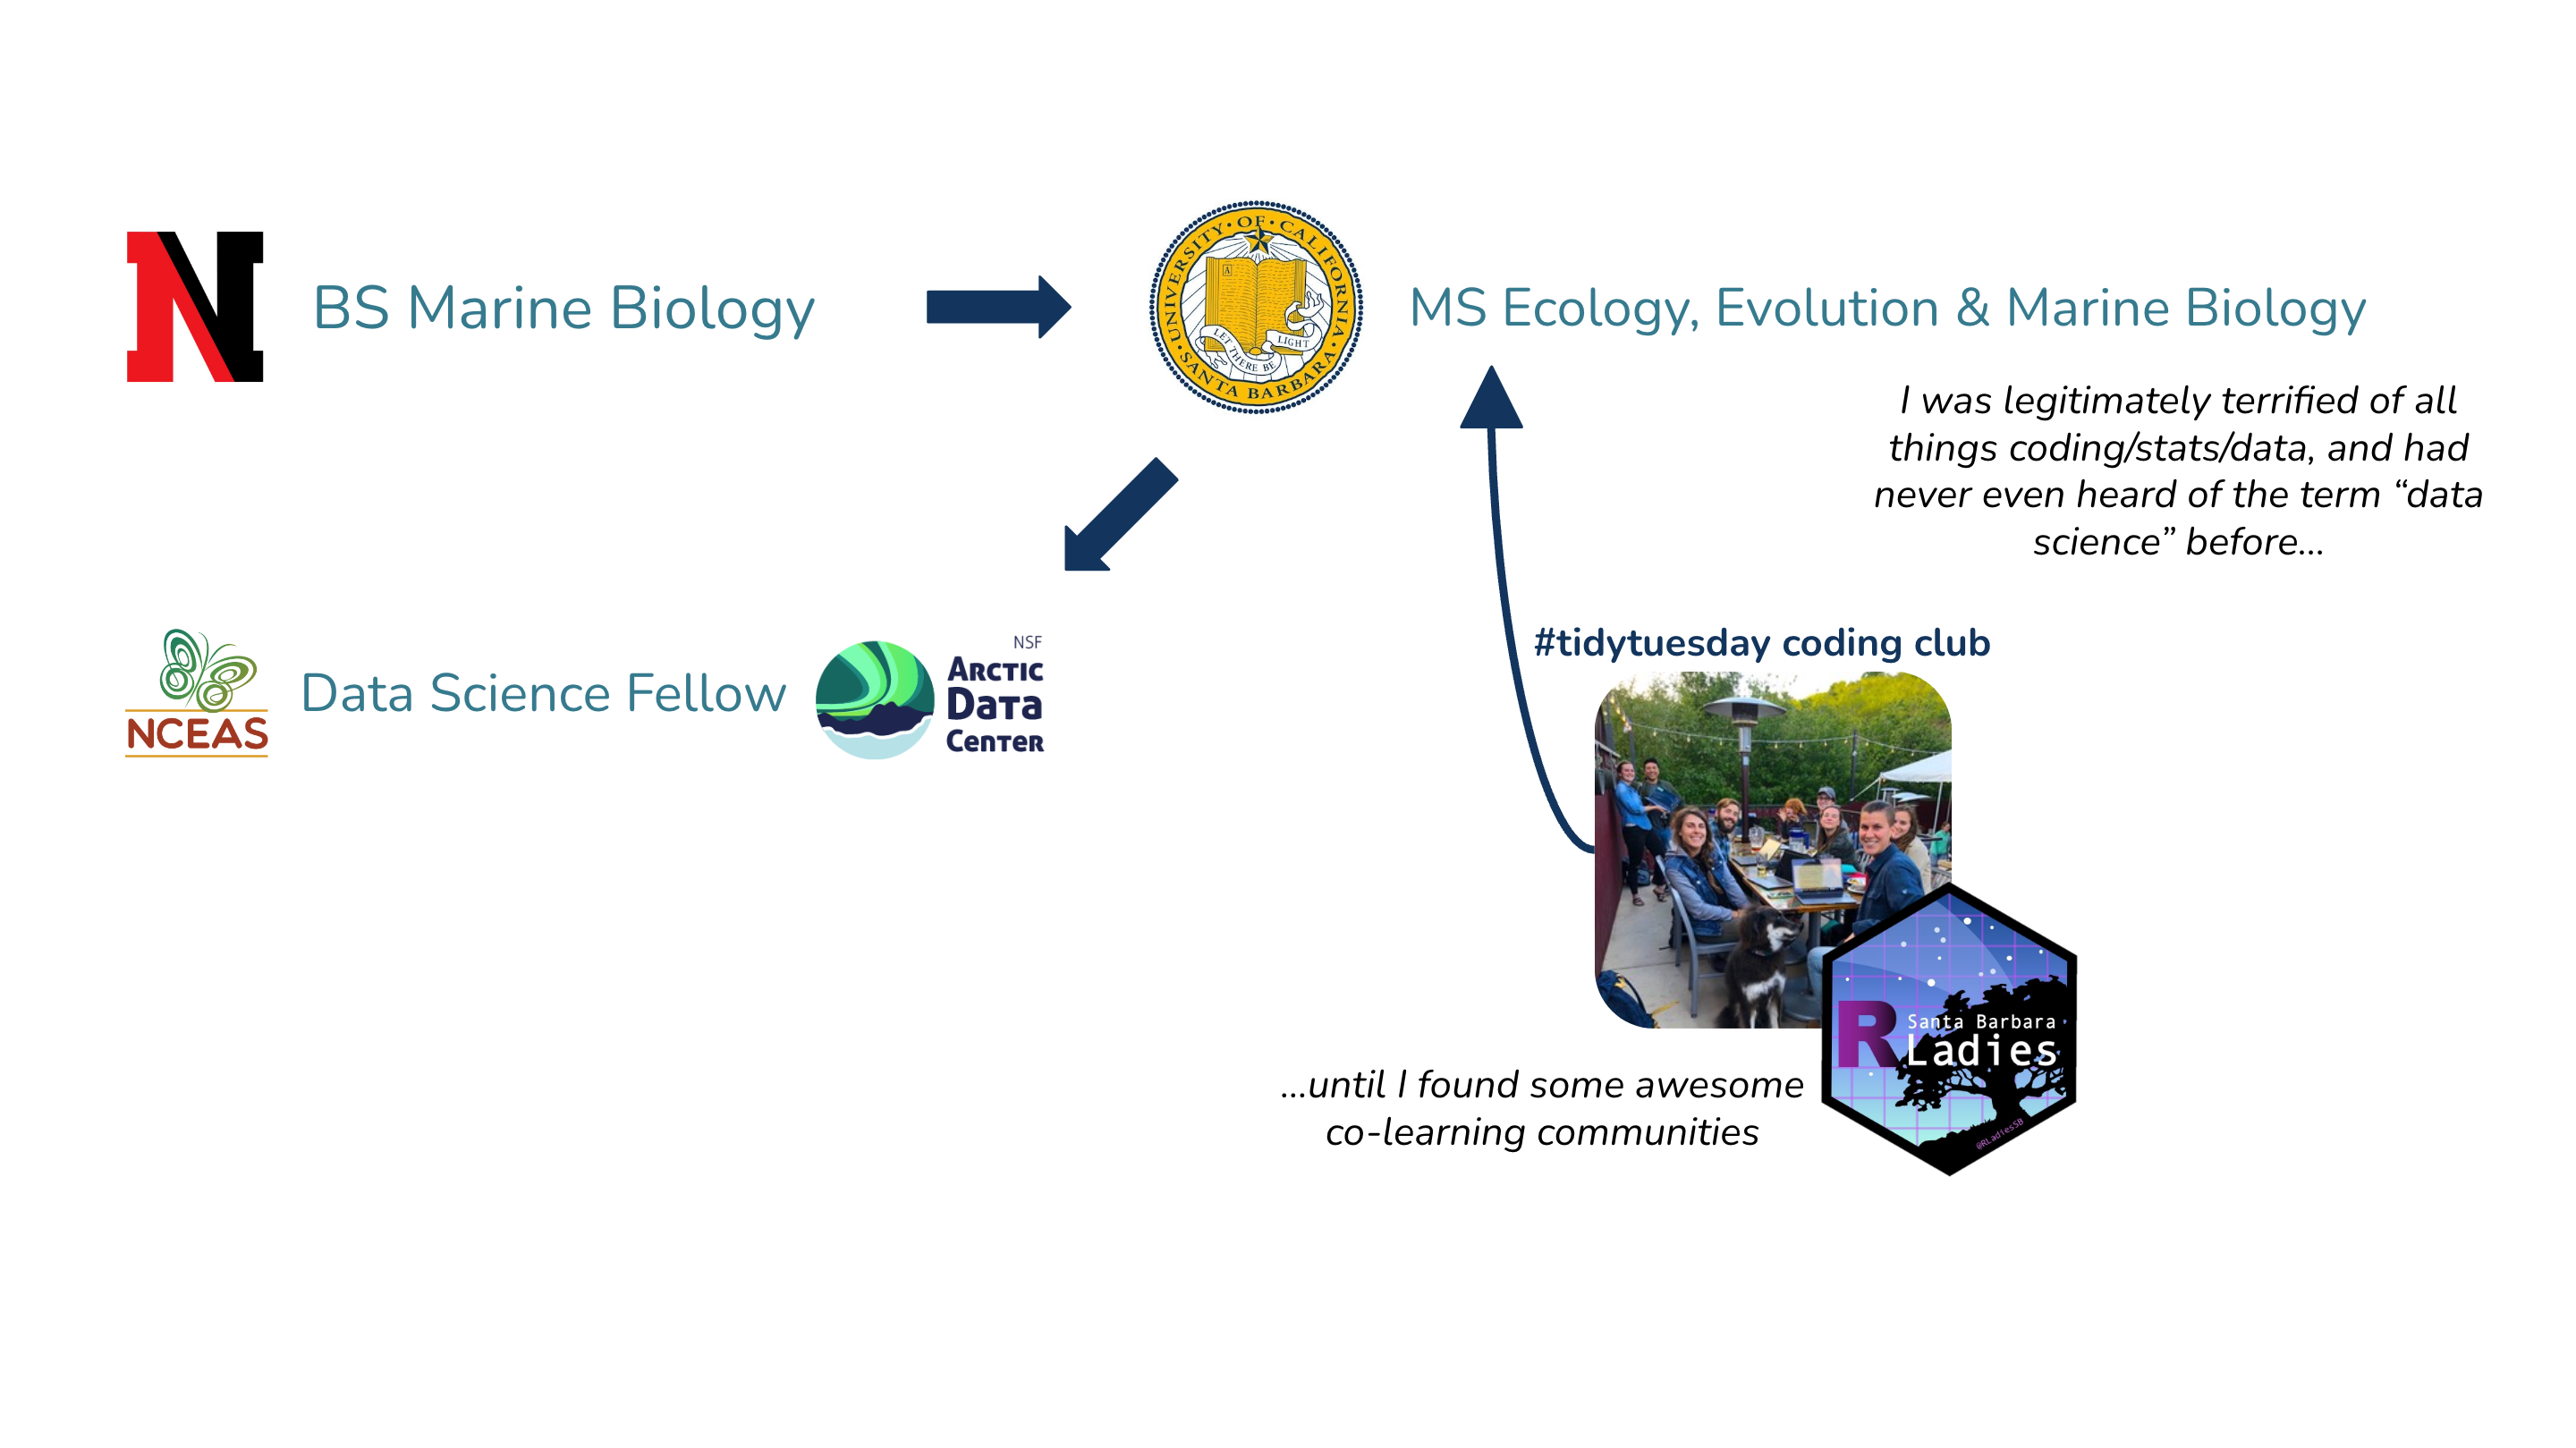 N
BS Marine Biology
UNIVERSITY · OF · CALIFORNIA · SANTA BARBARA ·
A
LET THERE BE LIGHT
MS Ecology, Evolution & Marine Biology
I was legitimately terrified of all
things coding/stats/data, and had
never even heard of the term “data
science” before...
NCEAS
Data Science Fellow
NSF
ARCTIC
DATA
CENTER
#tidytuesday coding club
R
Santa Barbara
Ladies
@RLadiesSB
...until I found some awesome
co-learning communities